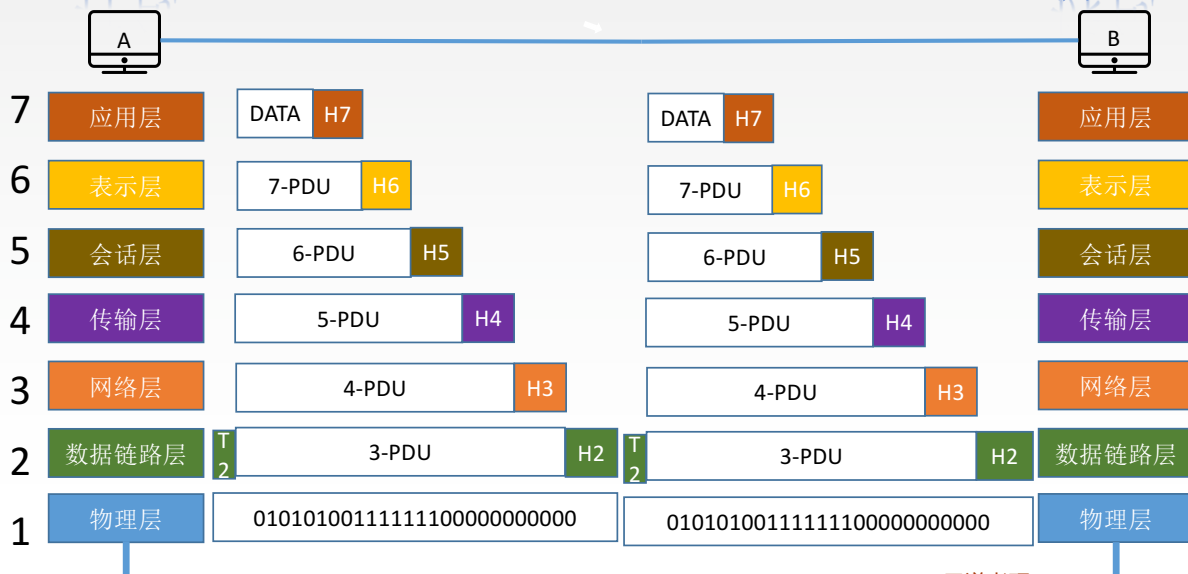 A
B
7
应用层
DATA
H7
DATA
H7
应用层
6
表示层
7-PDU
H6
7-PDU
H6
表示层
5
会话层
6-PDU
H5
6-PDU
H5
会话层
4
传输层
5-PDU
H4
5-PDU
H4
传输层
3
网络层
4-PDU
H3
4-PDU
H3
网络层
2
数据链路层
T
2
3-PDU
H2
T
2
3-PDU
H2
数据链路层
1
物理层
010101001111111100000000000
010101001111111100000000000
物理层